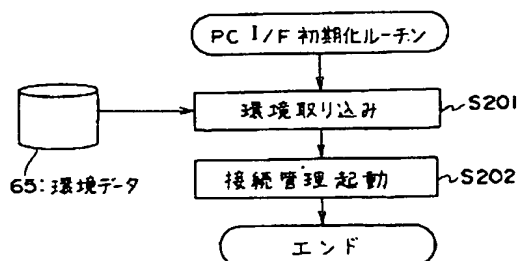 PC I/F 初期化ルーチン
環境取り込み
S201
65:環境データ
接続管理起動
S202
エンド